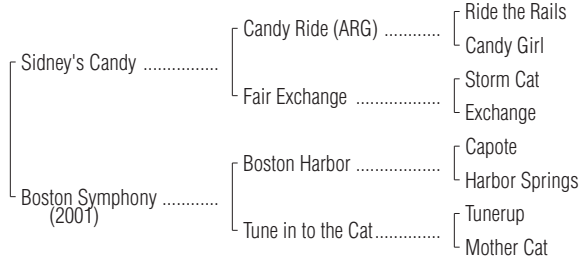 Ride the Rails
Candy Ride (ARG) ............
Candy Girl
Sidney's Candy ................
Storm Cat
Fair Exchange ..................
Exchange
Capote
Boston Harbor ..................
Harbor Springs
Boston Symphony ............
(2001)
Tunerup
Tune in to the Cat...............
Mother Cat